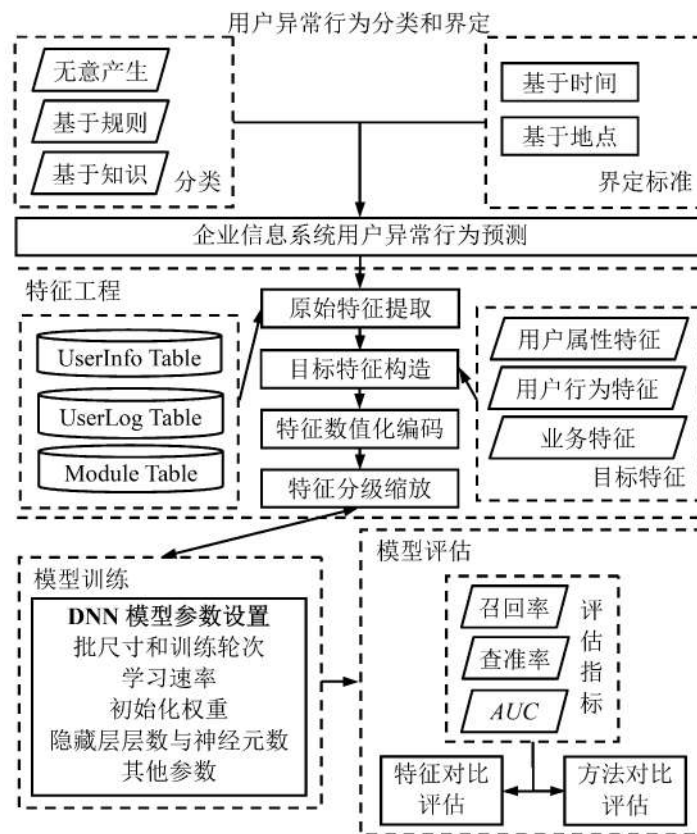 用户异常行为分类和界定
无意产生
基于规则
基于知识
分类
基于时间
基于地点
界定标准
企业信息系统用户异常行为预测
特征工程
UserInfo Table
UserLog Table
Module Table
原始特征提取
目标特征构造
特征数值化编码
特征分级缩放
用户属性特征
用户行为特征
业务特征
目标特征
模型训练
DNN 模型参数设置
批尺寸和训练轮次
学习速率
初始化权重
隐藏层层数与神经元数
其他参数
模型评估
召回率
查准率
AUC
评估指标
特征对比
评估
方法对比
评估